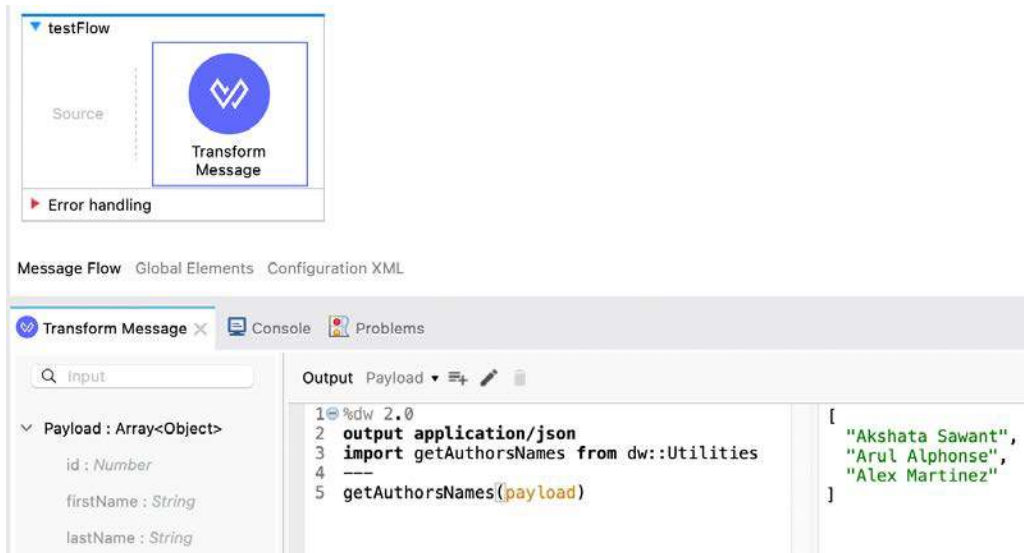 testFlow
Source
Transform
Message
Error handling
Message Flow Global Elements Configuration XML
Transform Message Console Problems
Input
Output Payload
Payload : Array<Object>
id : Number
firstName : String
lastName : String
1 %dw 2.0
2 output application/json
3 import getAuthorsNames from dw::Utilities
4 ---
5 getAuthorsNames(payload)
[
"Akshata Sawant",
"Arul Alphonse",
"Alex Martinez"
]